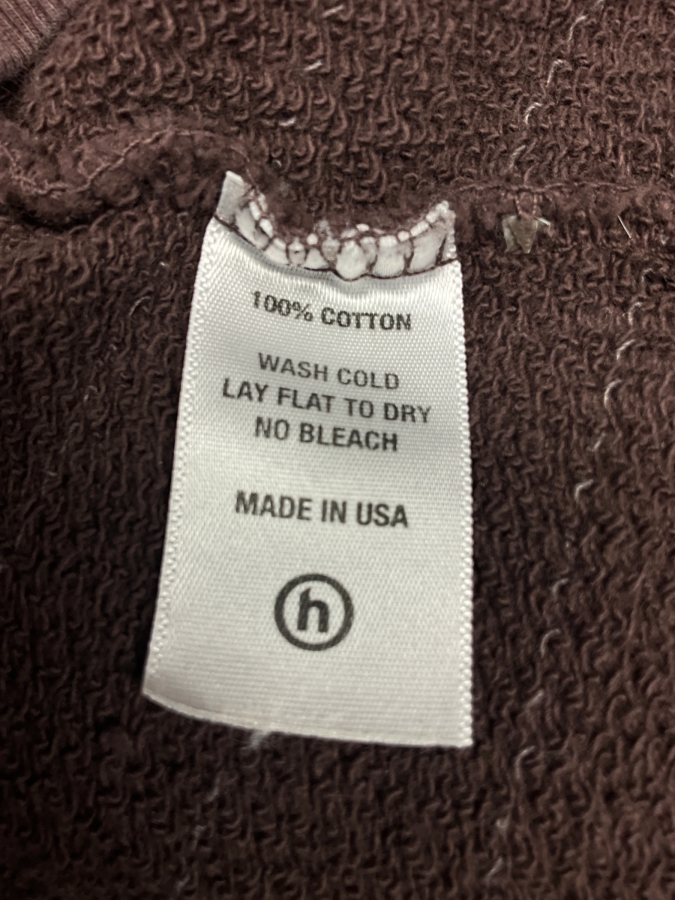 100% COTTON
WASH COLD
LAY FLAT TO DRY
NO BLEACH
MADE IN USA
h